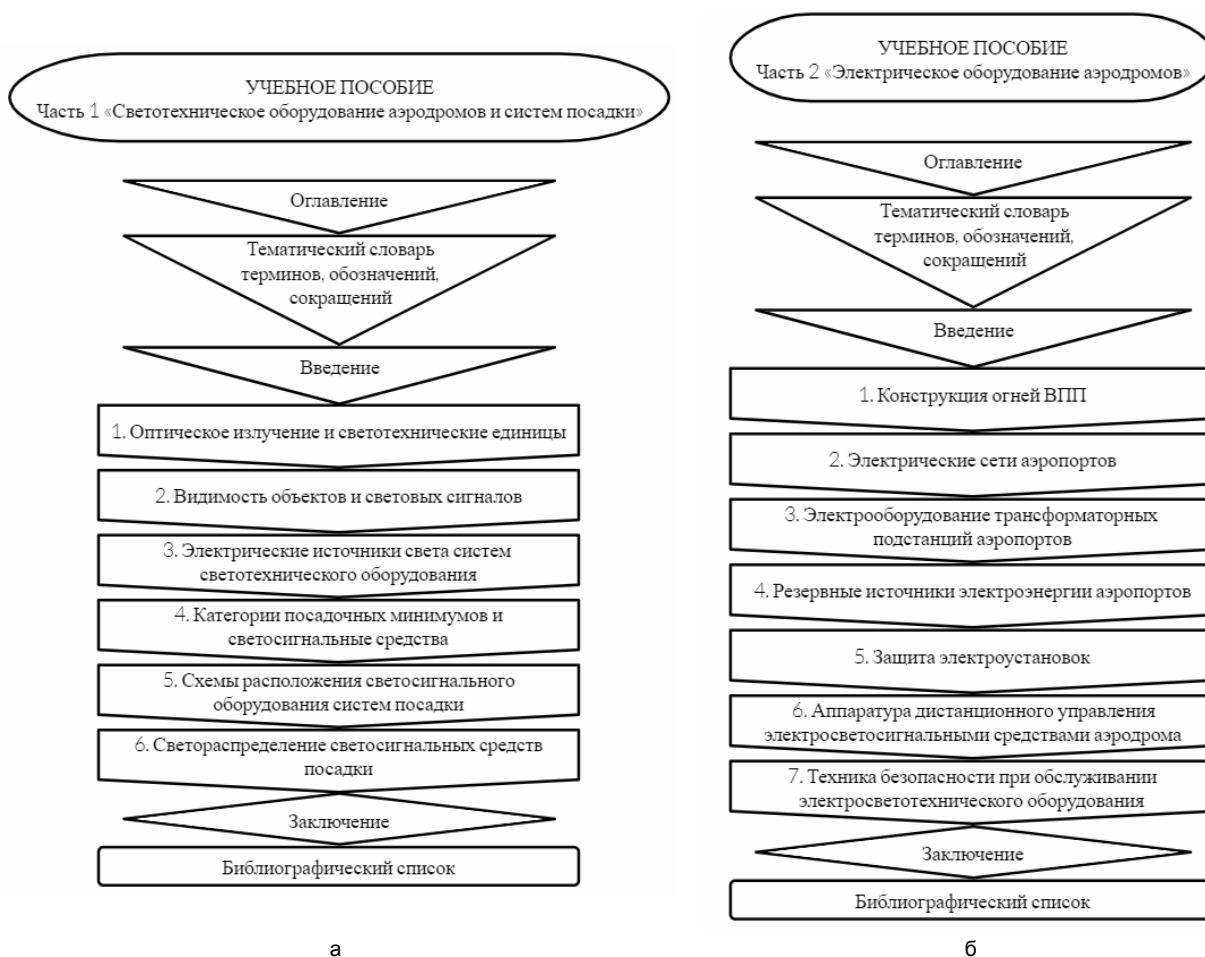 УЧЕБНОЕ ПОСОБИЕ
Часть 1 «Светотехническое оборудование аэродромов и систем посадки»
Оглавление
Тематический словарь
терминов, обозначений,
сокращений
Введение
1. Оптическое излучение и светотехнические единицы
2. Видимость объектов и световых сигналов
3. Электрические источники света систем
светотехнического оборудования
4. Категории посадочных минимумов и
светосигнальные средства
5. Схемы расположения светосигнального
оборудования систем посадки
6. Светораспределение светосигнальных средств
посадки
Заключение
Библиографический список
а
УЧЕБНОЕ ПОСОБИЕ
Часть 2 «Электрическое оборудование аэродромов»
Оглавление
Тематический словарь
терминов, обозначений,
сокращений
Введение
1. Конструкция огней ВПП
2. Электрические сети аэропортов
3. Электрооборудование трансформаторных
подстанций аэропортов
4. Резервные источники электроэнергии аэропортов
5. Защита электроустановок
6. Аппаратура дистанционного управления
электросветосигнальными средствами аэродрома
7. Техника безопасности при обслуживании
электросветотехнического оборудования
Заключение
Библиографический список
б